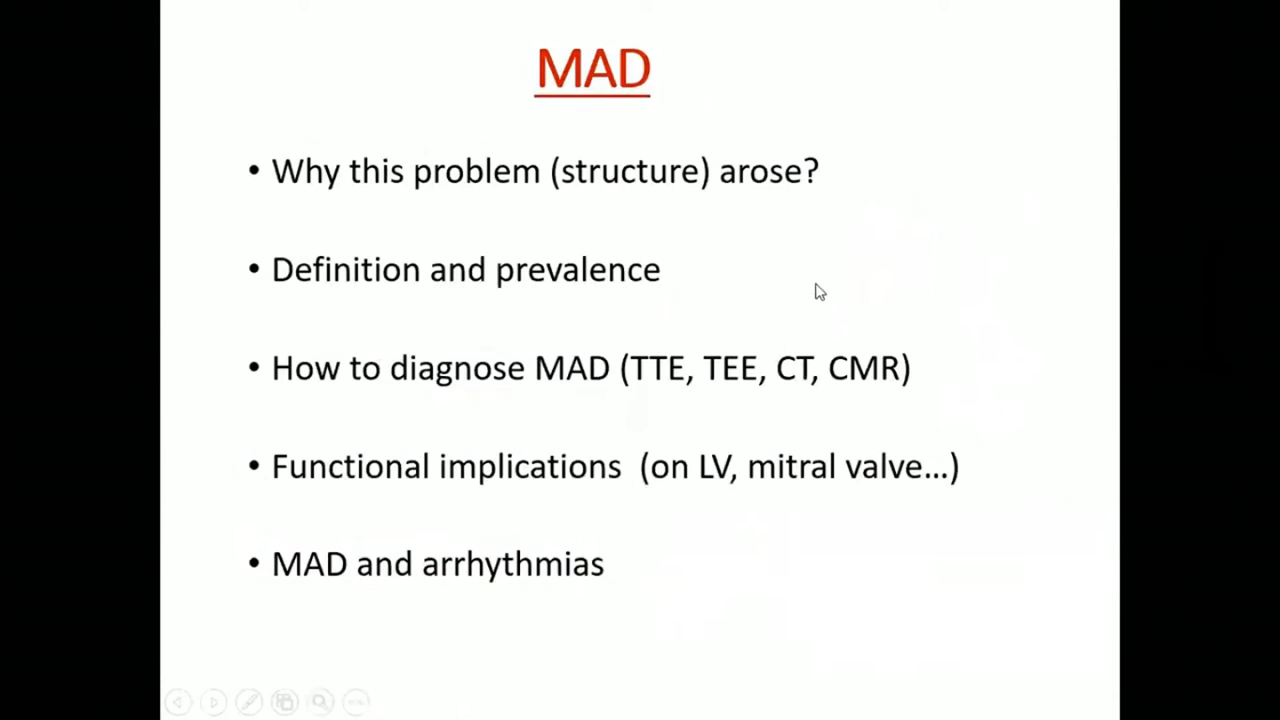 MAD
• Why this problem (structure) arose?
• Definition and prevalence
• How to diagnose MAD (TTE, TEE, CT, CMR)
• Functional implications (on LV, mitral valve...)
• MAD and arrhythmias